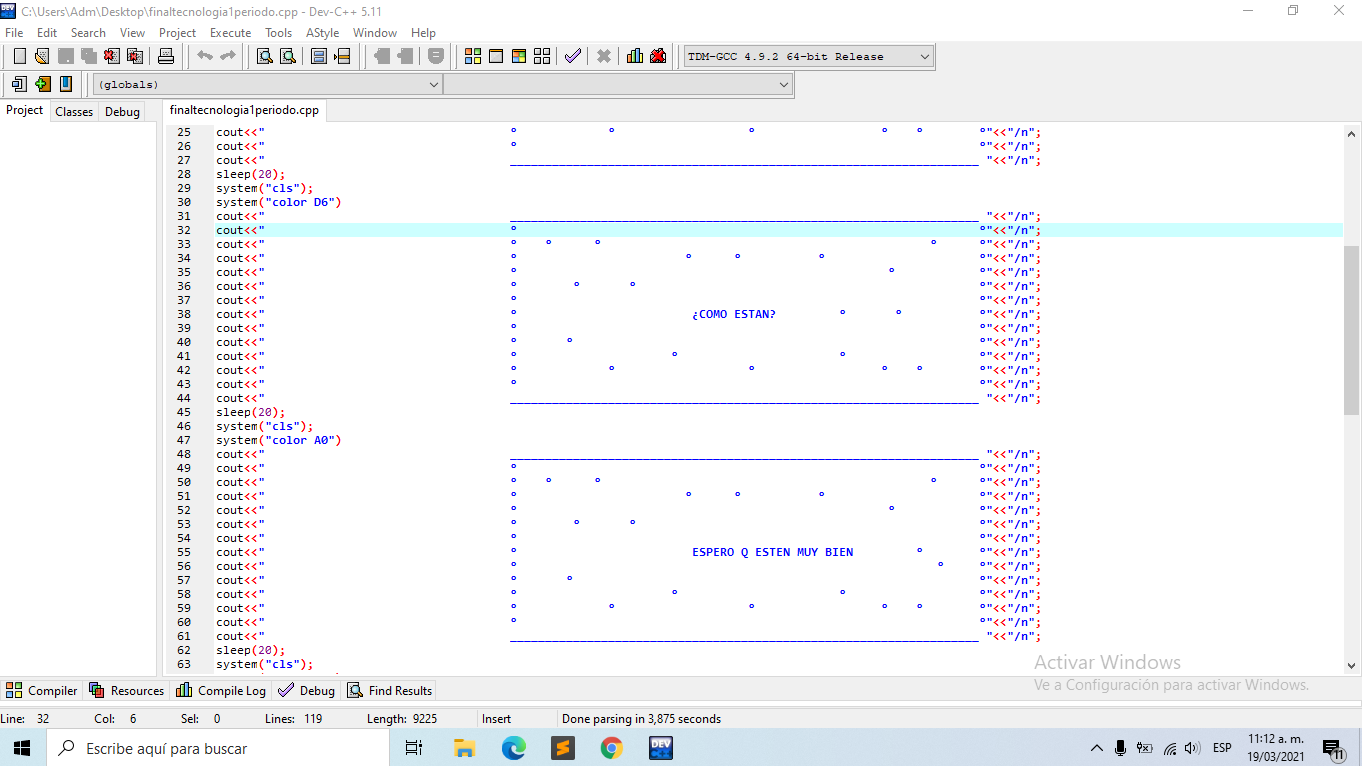 C:\Users\Adm\Desktop\finaltecnologia1periodo.cpp - Dev-C++ 5.11
File Edit Search View Project Execute Tools AStyle Window Help
TDM-GCC 4.9.2 64-bit Release
(globals)
Project Classes Debug finaltecnologia1periodo.cpp
25 cout<<" ° ° ° ° ° °"<<"/n";
26 cout<<" ° °"<<"/n";
27 cout<<" ___________________________________________________________________ "<<"/n";
28 sleep(20);
29 system("cls");
30 system("color D6")
31 cout<<" ___________________________________________________________________ "<<"/n";
32 cout<<" ° °"<<"/n";
33 cout<<" ° ° ° ° °"<<"/n";
34 cout<<" ° ° ° ° °"<<"/n";
35 cout<<" ° ° °"<<"/n";
36 cout<<" ° ° ° °"<<"/n";
37 cout<<" ° °"<<"/n";
38 cout<<" ° ¿COMO ESTAN? ° ° °"<<"/n";
39 cout<<" ° °"<<"/n";
40 cout<<" ° ° °"<<"/n";
41 cout<<" ° ° ° °"<<"/n";
42 cout<<" ° ° ° ° ° °"<<"/n";
43 cout<<" ° °"<<"/n";
44 cout<<" ___________________________________________________________________ "<<"/n";
45 sleep(20);
46 system("cls");
47 system("color A0")
48 cout<<" ___________________________________________________________________ "<<"/n";
49 cout<<" ° °"<<"/n";
50 cout<<" ° ° ° ° °"<<"/n";
51 cout<<" ° ° ° ° °"<<"/n";
52 cout<<" ° ° °"<<"/n";
53 cout<<" ° ° ° °"<<"/n";
54 cout<<" ° °"<<"/n";
55 cout<<" ° ESPERO Q ESTEN MUY BIEN ° °"<<"/n";
56 cout<<" ° ° °"<<"/n";
57 cout<<" ° ° °"<<"/n";
58 cout<<" ° ° ° °"<<"/n";
59 cout<<" ° ° ° ° ° °"<<"/n";
60 cout<<" ° °"<<"/n";
61 cout<<" ___________________________________________________________________ "<<"/n";
62 sleep(20);
63 system("cls");
Activar Windows
Ve a Configuración para activar Windows.
Compiler Resources Compile Log Debug Find Results
Line: 32 Col: 6 Sel: 0 Lines: 119 Length: 9225 Insert Done parsing in 3,875 seconds
Escribe aquí para buscar
ESP
11:12 a. m.
19/03/2021
11